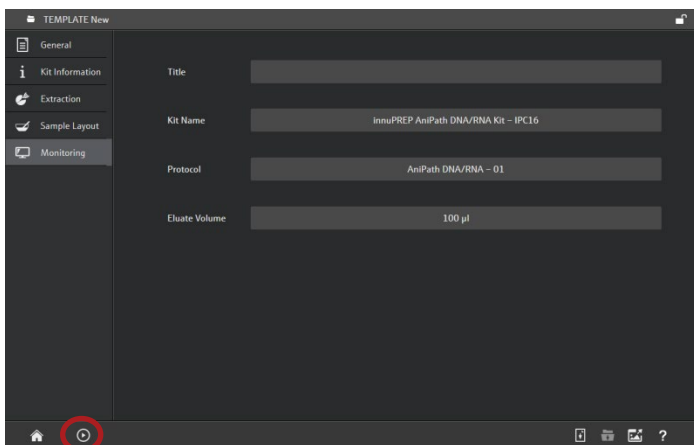 TEMPLATE New
General
Kit Information
Extraction
Sample Layout
Monitoring
Title
Kit Name innuPREP AniPath DNA/RNA Kit – IPC16
Protocol AniPath DNA/RNA – 01
Eluate Volume 100 µl
?